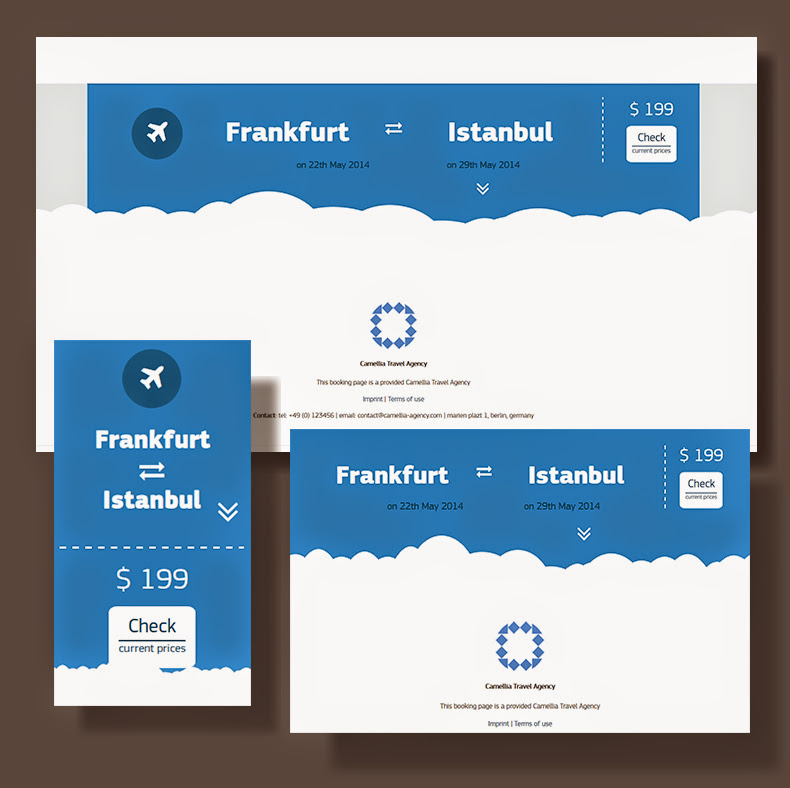 Frankfurt
Istanbul
on 22th May 2014
on 29th May 2014
$ 199
Check
current prices
Camellia Travel Agency
This booking page is a provided Camellia Travel Agency
Imprint | Terms of use
Contact: tel: +49 (0) 123456 | email: contact@camellia-agency.com | marien plazt 1, berlin, germany
Frankfurt
Istanbul
$ 199
Check
current prices
Frankfurt
Istanbul
on 22th May 2014
on 29th May 2014
$ 199
Check
current prices
Camellia Travel Agency
This booking page is a provided Camellia Travel Agency
Imprint | Terms of use